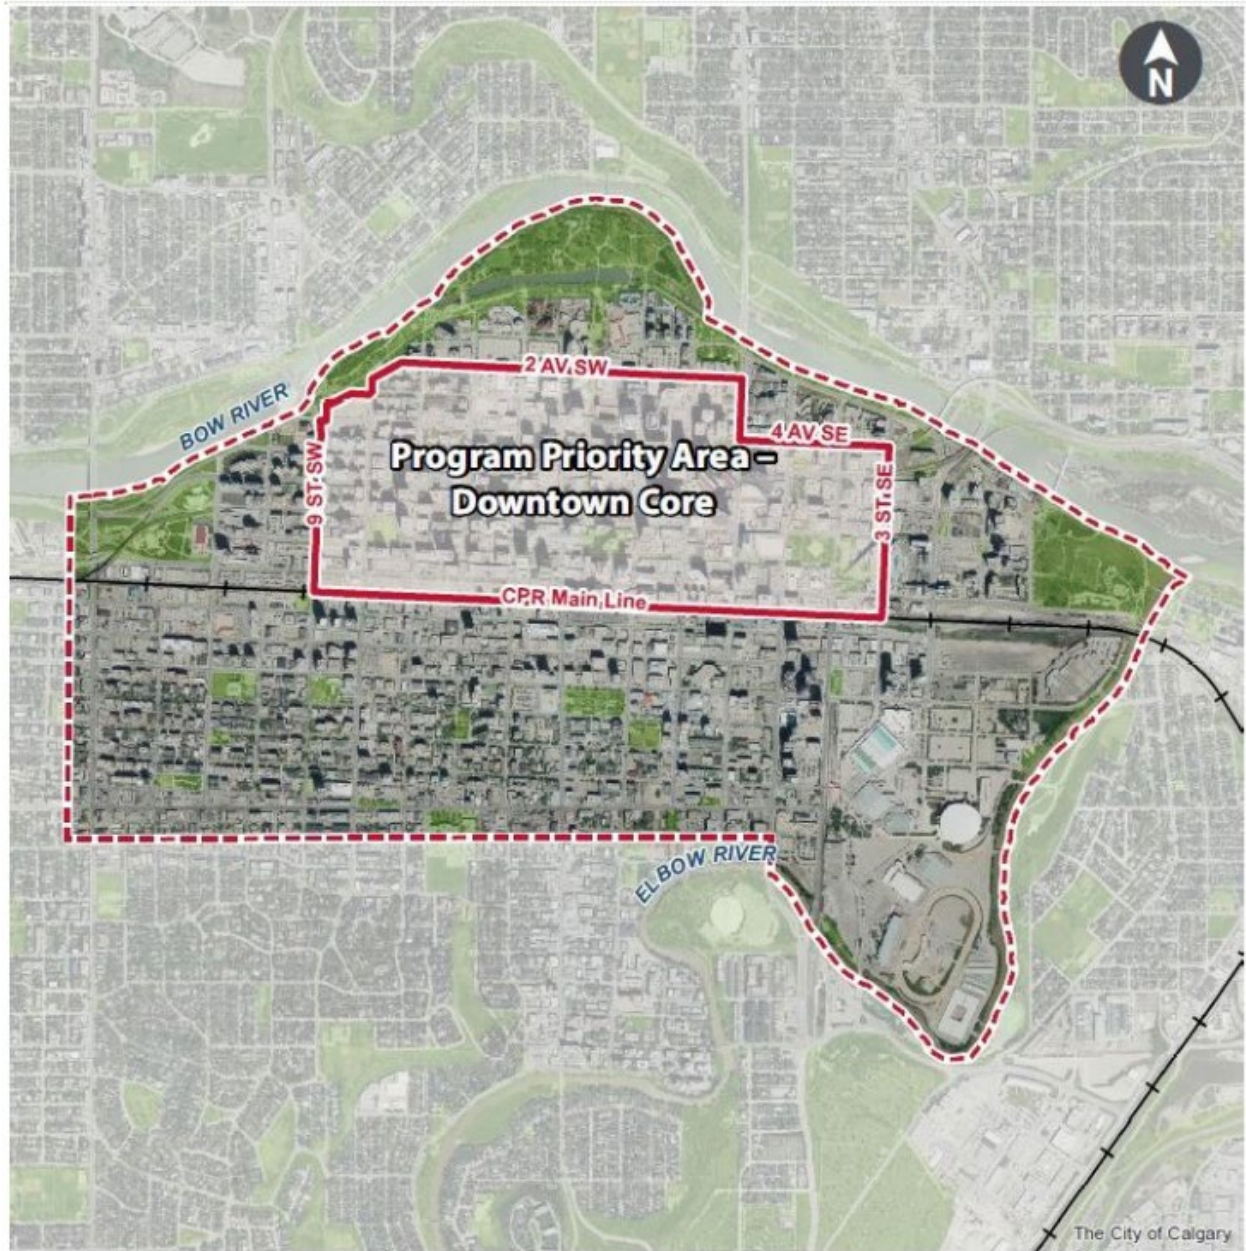 N
2 AV SW
BOW RIVER
4 AV SE
Program Priority Area –
Downtown Core
9 ST SW
3 ST SE
CPR Main Line
ELBOW RIVER
The City of Calgary